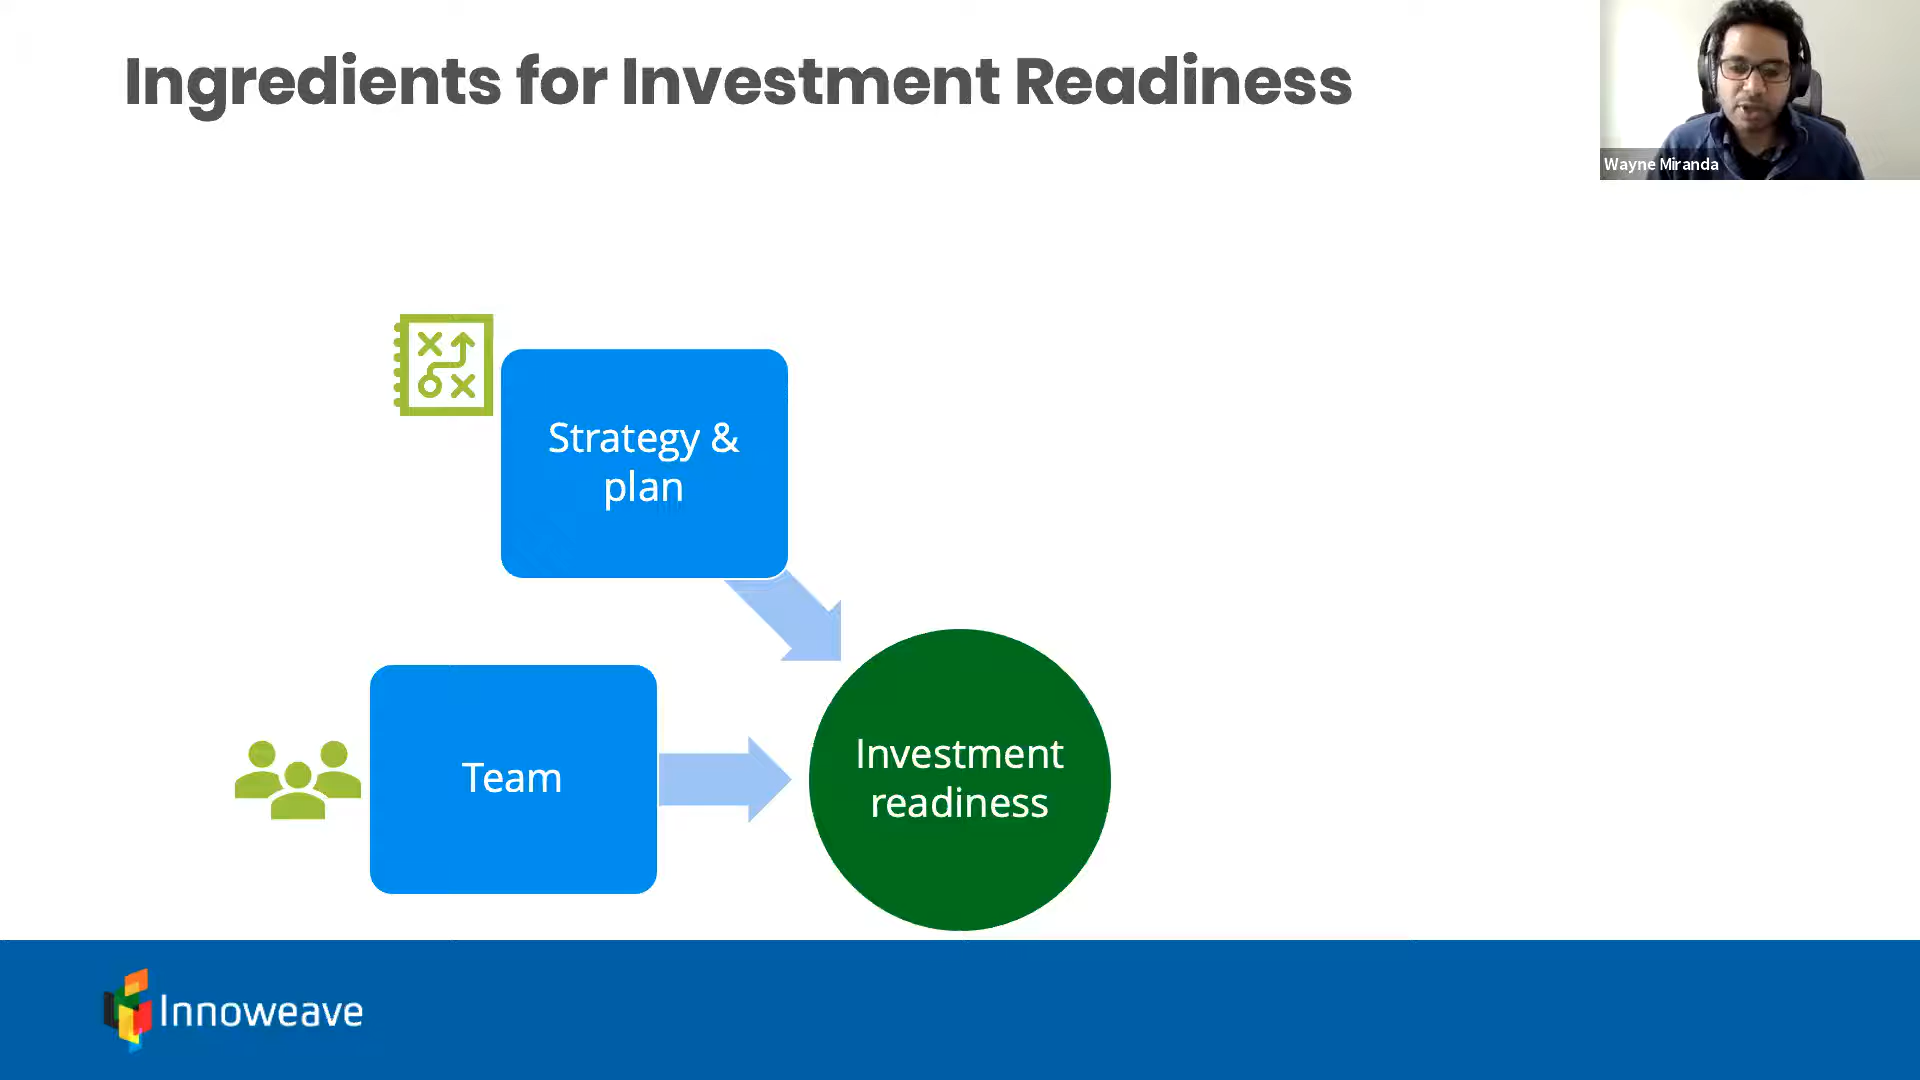 Ingredients for Investment Readiness
Wayne Miranda
Strategy &
plan
Team
Investment
readiness
Innoweave